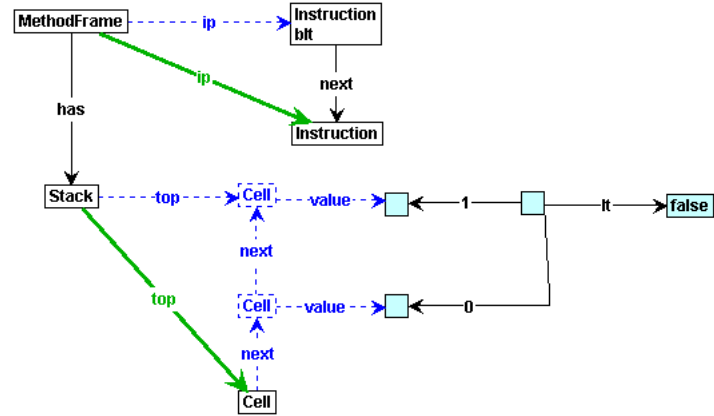 MethodFrame
ip
Instruction
blt
ip
next
has
Instruction
Stack
top
Cell
value
1
lt
false
next
top
Cell
value
0
next
Cell